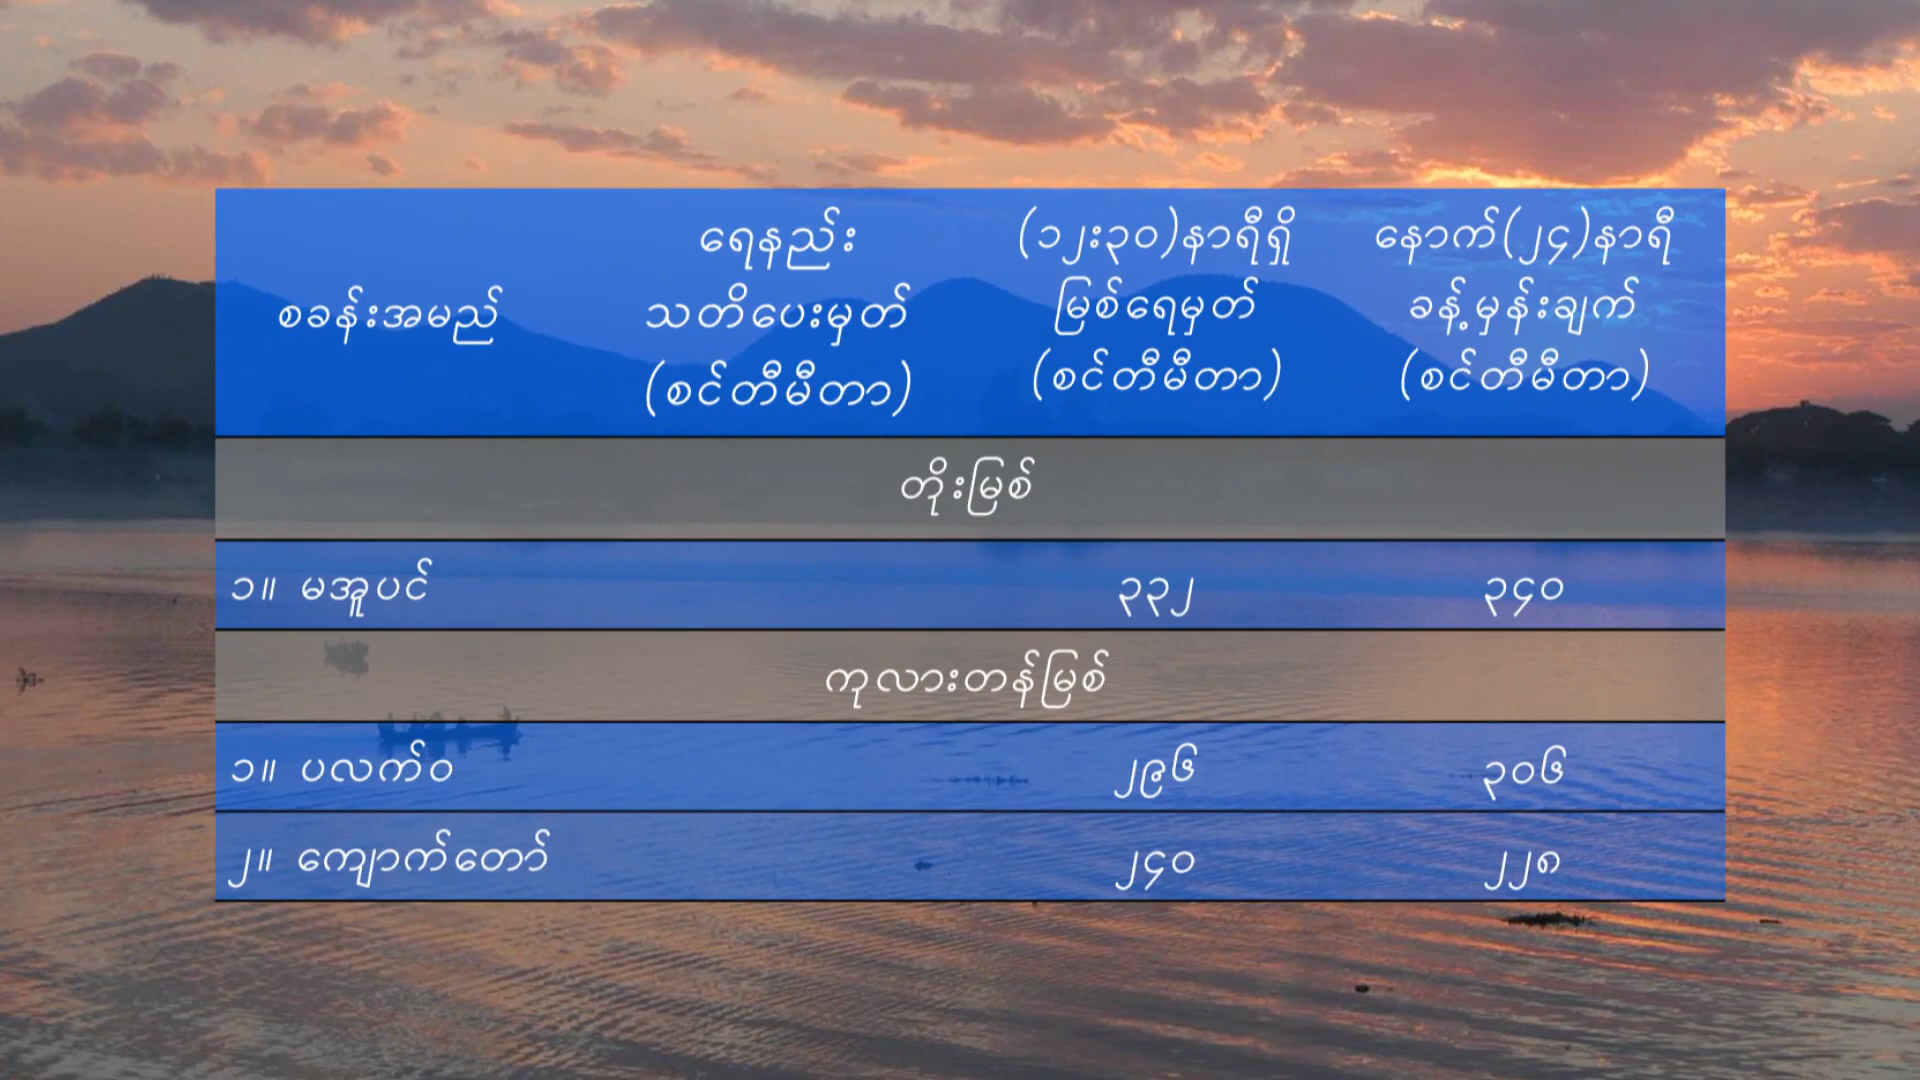 စခန်းအမည်
ရေနည်း
သတိပေးမှတ်
(စင်တီမီတာ)
(၁၂း၃၀)နာရီရှိ
မြစ်ရေမှတ်
(စင်တီမီတာ)
နောက်(၂၄)နာရီ
ခန့်မှန်းချက်
(စင်တီမီတာ)
တိုးမြစ်
၁။ မအူပင် ၃၃၂ ၃၄၀
ကုလားတန်မြစ်
၁။ ပလက်ဝ ၂၉၆ ၃၀၆
၂။ ကျောက်တော် ၂၄၀ ၂၂၈